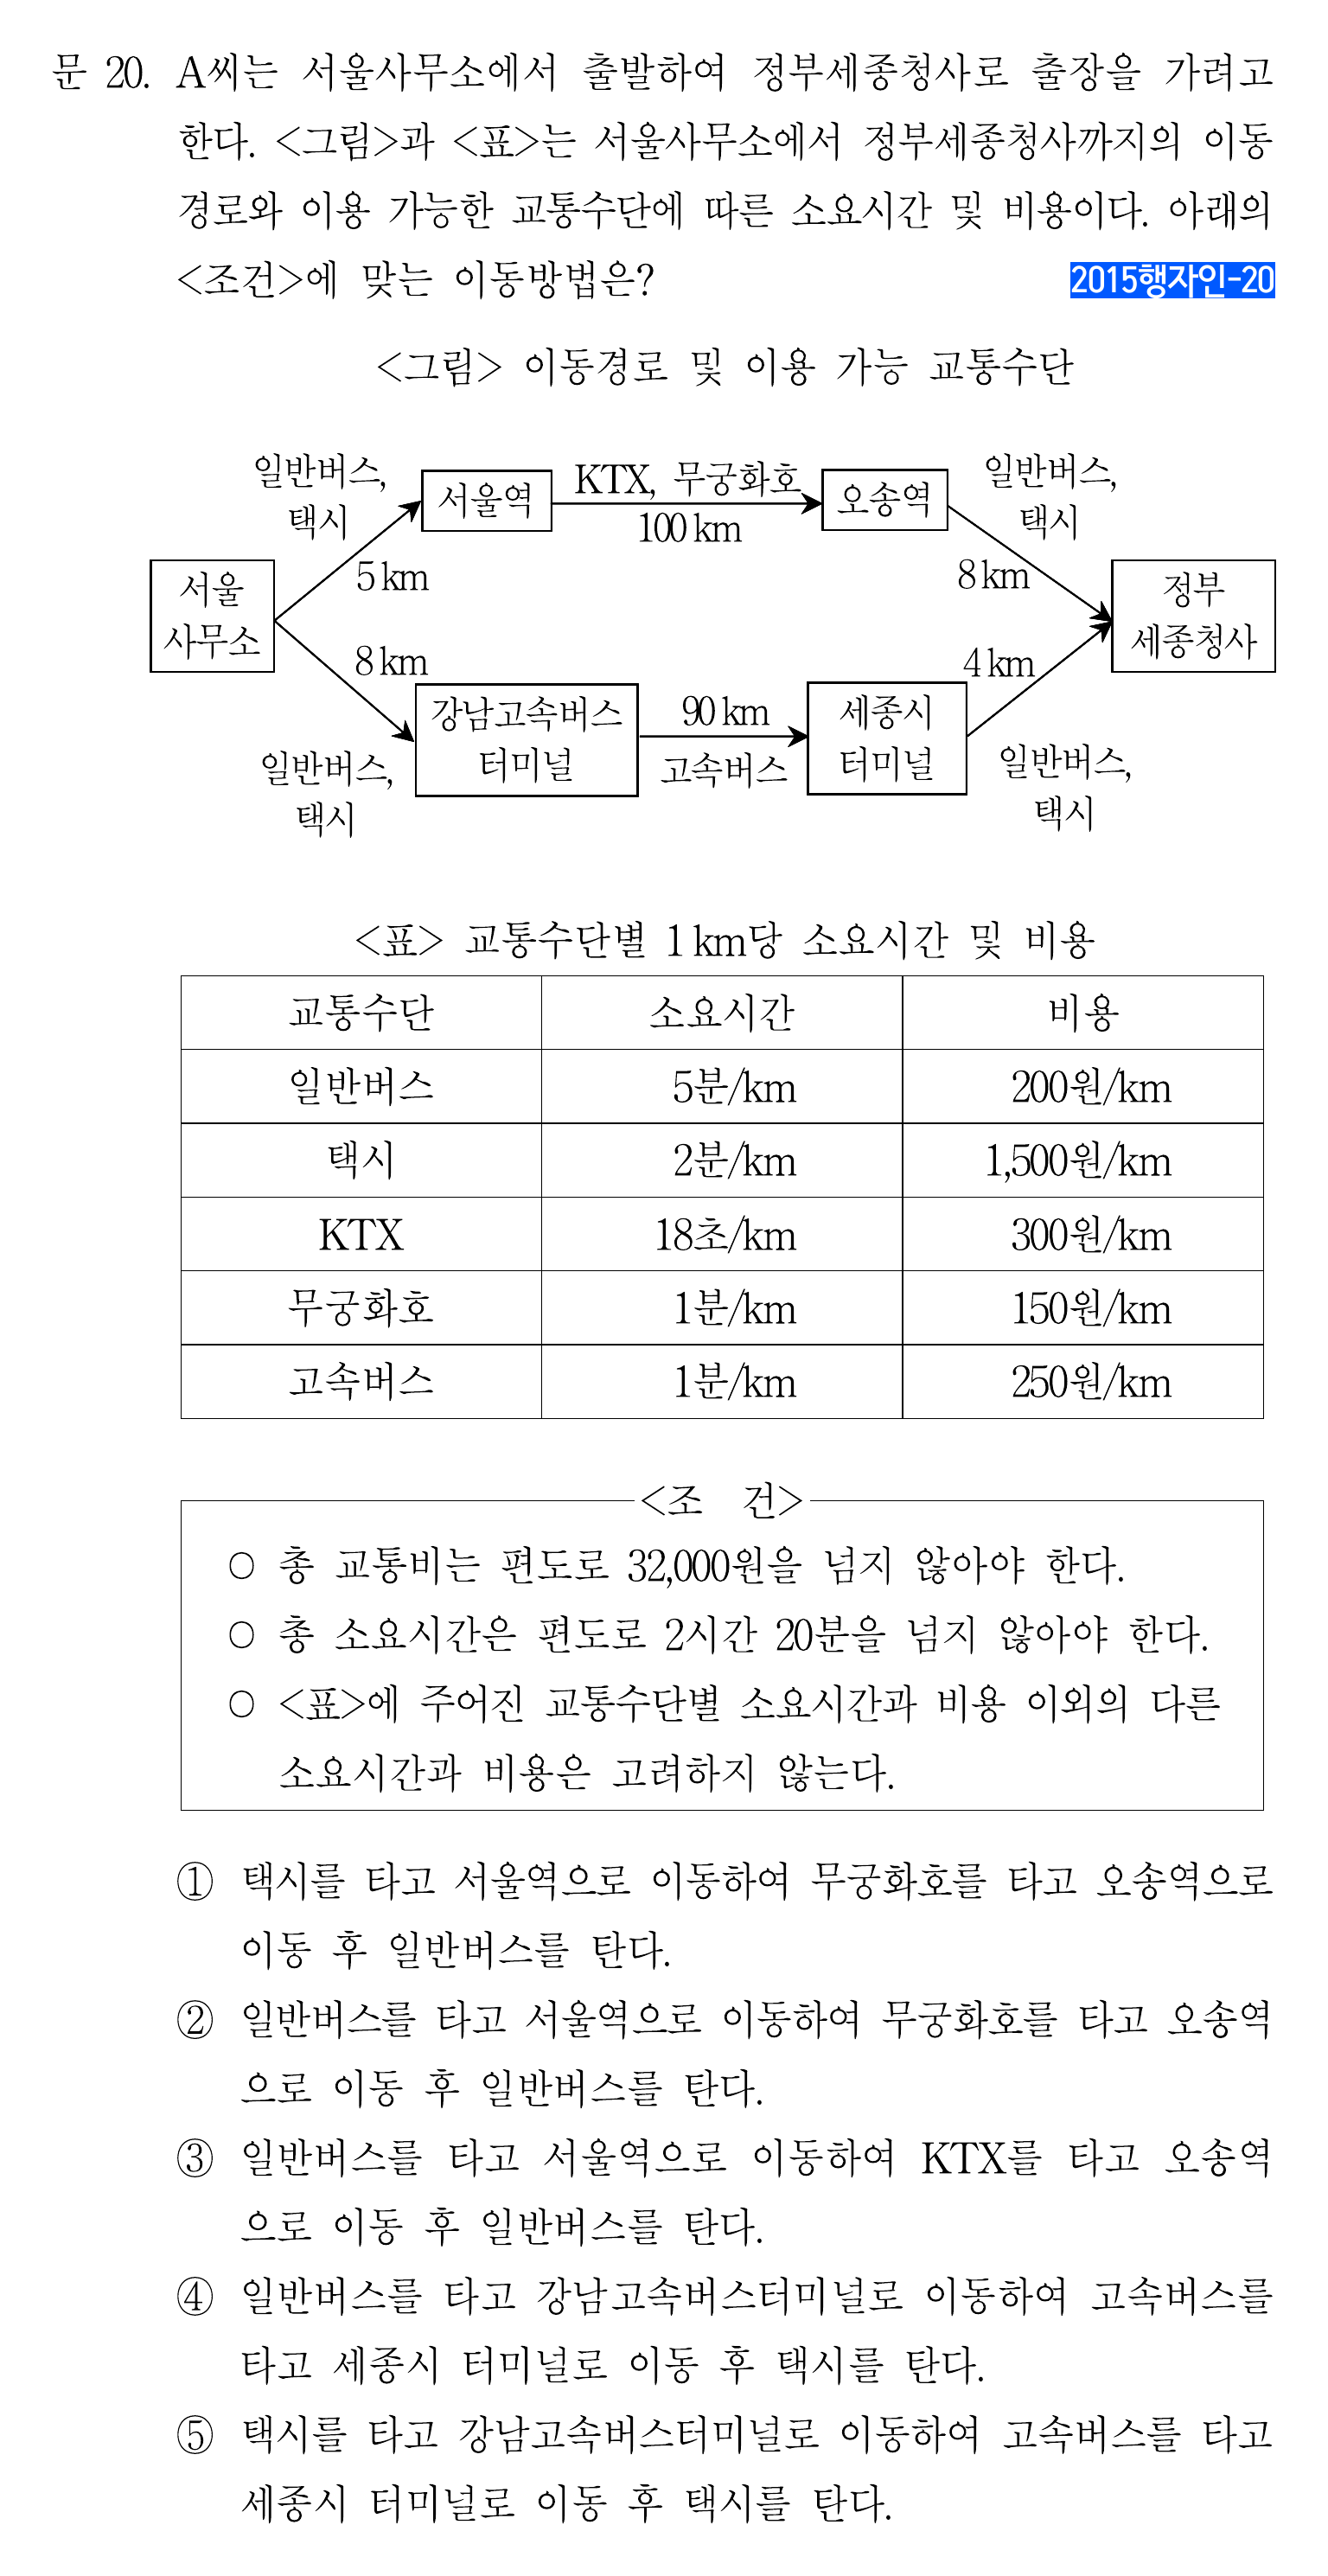 문 20. A씨는 서울사무소에서 출발하여 정부세종청사로 출장을 가려고
한다. <그림>과 <표>는 서울사무소에서 정부세종청사까지의 이동
경로와 이용 가능한 교통수단에 따른 소요시간 및 비용이다. 아래의
<조건>에 맞는 이동방법은?
2015행자인-20
<그림> 이동경로 및 이용 가능 교통수단
일반버스,
택시
5 km
서울역
KTX, 무궁화호
100 km
오송역
일반버스,
택시
8 km
서울
사무소
정부
세종청사
8 km
일반버스,
택시
강남고속버스
터미널
90 km
고속버스
세종시
터미널
4 km
일반버스,
택시
<표> 교통수단별 1 km당 소요시간 및 비용
교통수단 소요시간 비용
일반버스 5분/km 200원/km
택시 2분/km 1,500원/km
KTX 18초/km 300원/km
무궁화호 1분/km 150원/km
고속버스 1분/km 250원/km
<조 건>
○ 총 교통비는 편도로 32,000원을 넘지 않아야 한다.
○ 총 소요시간은 편도로 2시간 20분을 넘지 않아야 한다.
○ <표>에 주어진 교통수단별 소요시간과 비용 이외의 다른
소요시간과 비용은 고려하지 않는다.
① 택시를 타고 서울역으로 이동하여 무궁화호를 타고 오송역으로
이동 후 일반버스를 탄다.
② 일반버스를 타고 서울역으로 이동하여 무궁화호를 타고 오송역
으로 이동 후 일반버스를 탄다.
③ 일반버스를 타고 서울역으로 이동하여 KTX를 타고 오송역
으로 이동 후 일반버스를 탄다.
④ 일반버스를 타고 강남고속버스터미널로 이동하여 고속버스를
타고 세종시 터미널로 이동 후 택시를 탄다.
⑤ 택시를 타고 강남고속버스터미널로 이동하여 고속버스를 타고
세종시 터미널로 이동 후 택시를 탄다.